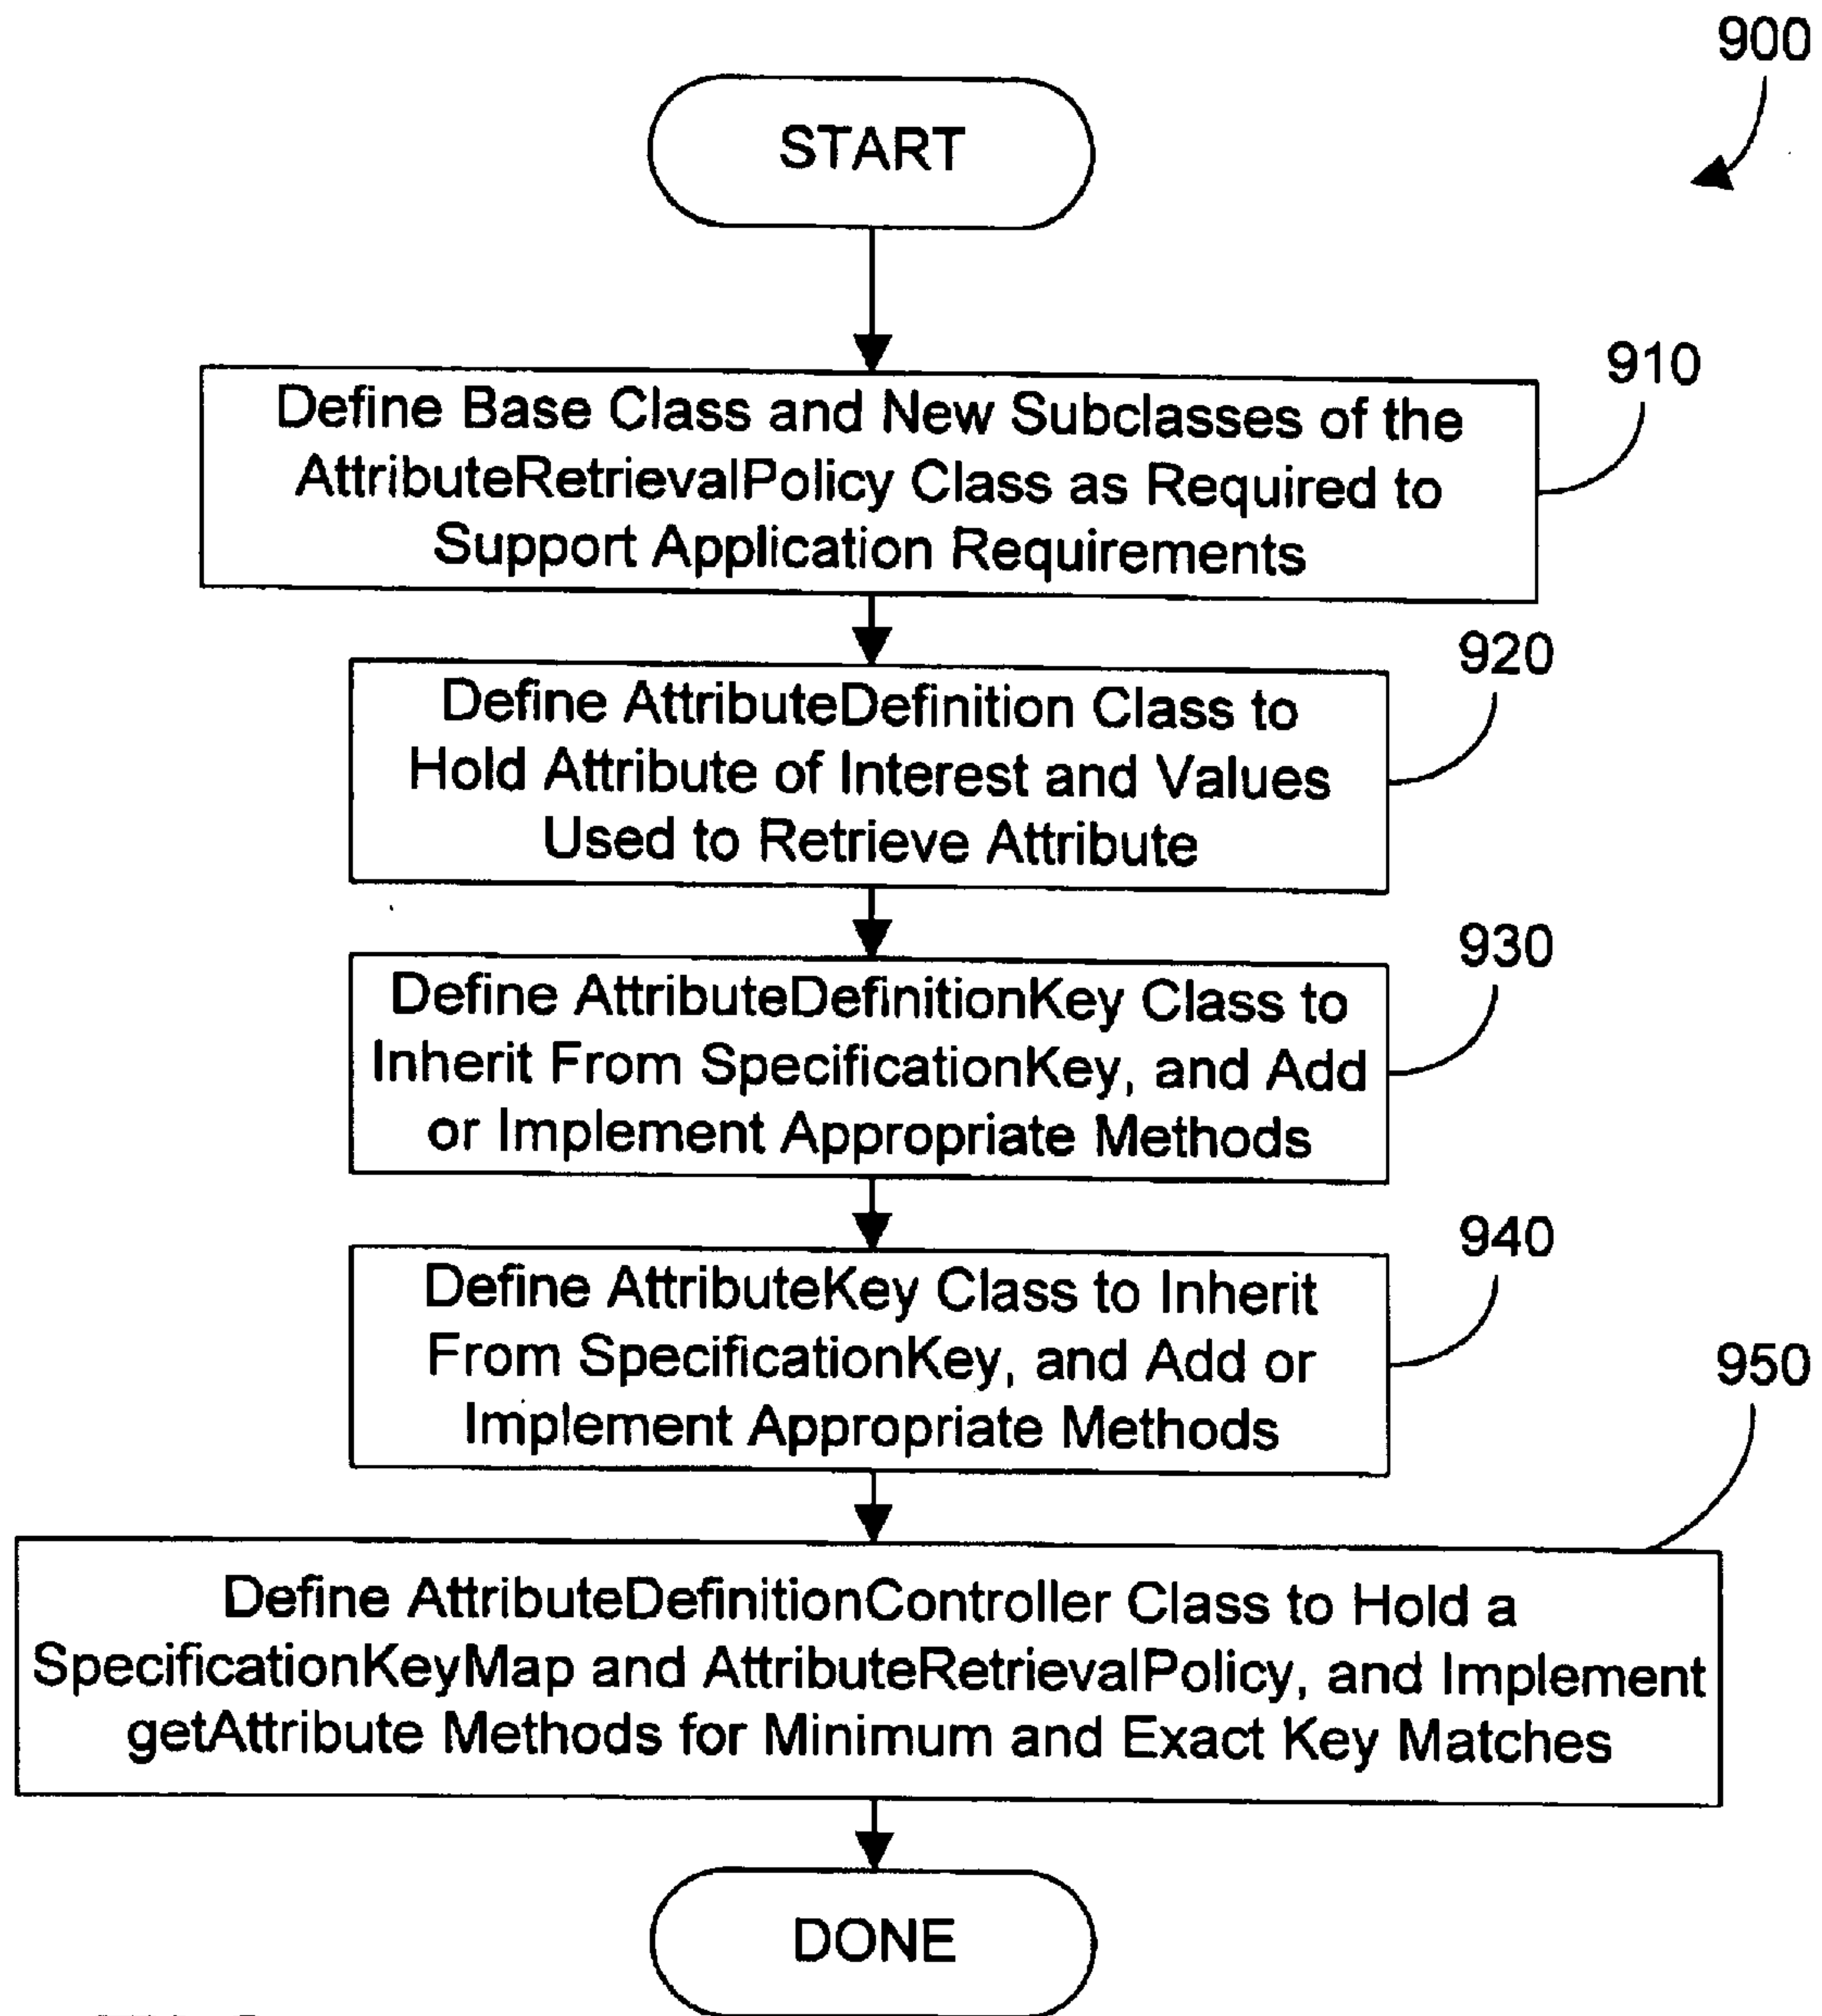 900
START
910
Define Base Class and New Subclasses of the
AttributeRetrievalPolicy Class as Required to
Support Application Requirements
920
Define AttributeDefinition Class to
Hold Attribute of Interest and Values
Used to Retrieve Attribute
930
Define AttributeDefinitionKey Class to
Inherit From SpecificationKey, and Add
or Implement Appropriate Methods
940
Define AttributeKey Class to Inherit
From SpecificationKey, and Add or
Implement Appropriate Methods
950
Define AttributeDefinitionController Class to Hold a
SpecificationKeyMap and AttributeRetrievalPolicy, and Implement
getAttribute Methods for Minimum and Exact Key Matches
DONE